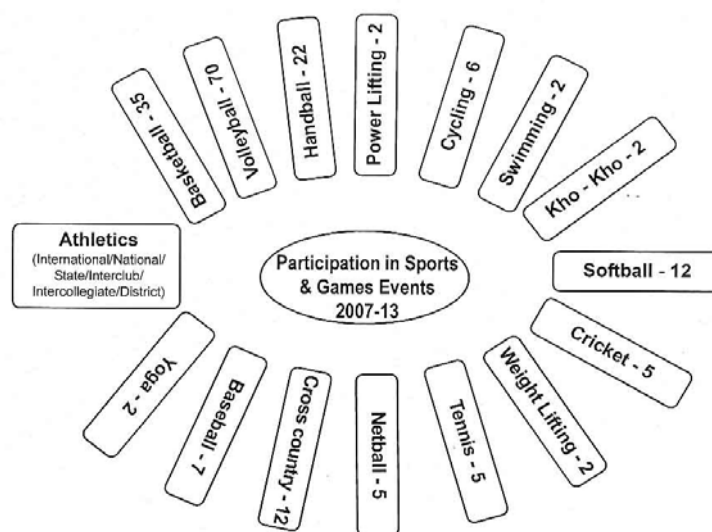 Basketball - 35
Volleyball - 70
Handball - 22
Power Lifting - 2
Cycling - 6
Swimming - 2
Kho - Kho - 2
Athletics
(International/National/
State/Interclub/
Intercollegiate/District)
Participation in Sports
& Games Events
2007-13
Softball - 12
Cricket - 5
Weight Lifting - 2
Tennis - 5
Netball - 5
Cross country - 12
Baseball - 7
Yoga - 2